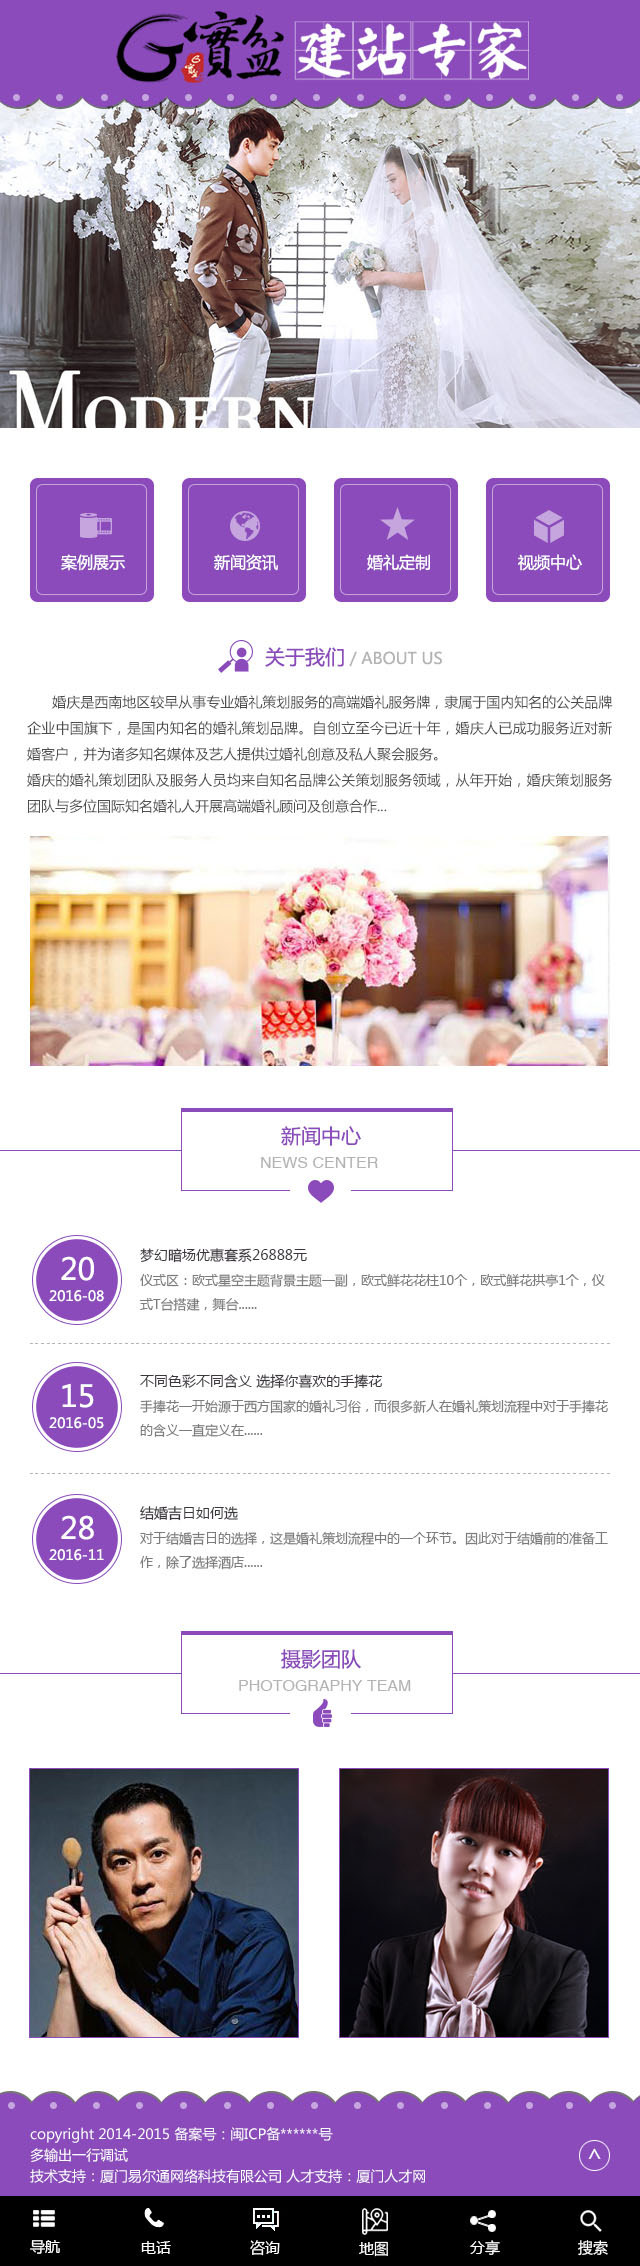 G寶盆 建站专家
MODERN
案例展示 新闻资讯 婚礼定制 视频中心
关于我们 / ABOUT US
婚庆是西南地区较早从事专业婚礼策划服务的高端婚礼服务牌，隶属于国内知名的公关品牌
企业中国旗下，是国内知名的婚礼策划品牌。自创立至今已近十年，婚庆人已成功服务近对新
婚客户，并为诸多知名媒体及艺人提供过婚礼创意及私人聚会服务。
婚庆的婚礼策划团队及服务人员均来自知名品牌公关策划服务领域，从年开始，婚庆策划服务
团队与多位国际知名婚礼人开展高端婚礼顾问及创意合作...
新闻中心
NEWS CENTER
20
2016-08
梦幻暗场优惠套系26888元
仪式区：欧式星空主题背景主题一副，欧式鲜花花柱10个，欧式鲜花拱亭1个，仪
式T台搭建，舞台......
15
2016-05
不同色彩不同含义 选择你喜欢的手捧花
手捧花一开始源于西方国家的婚礼习俗，而很多新人在婚礼策划流程中对于手捧花
的含义一直定义在......
28
2016-11
结婚吉日如何选
对于结婚吉日的选择，这是婚礼策划流程中的一个环节。因此对于结婚前的准备工
作，除了选择酒店......
摄影团队
PHOTOGRAPHY TEAM
copyright 2014-2015 备案号：闽ICP备******号
多输出一行调试
技术支持：厦门易尔通网络科技有限公司 人才支持：厦门人才网
导航 电话 咨询 地图 分享 搜索